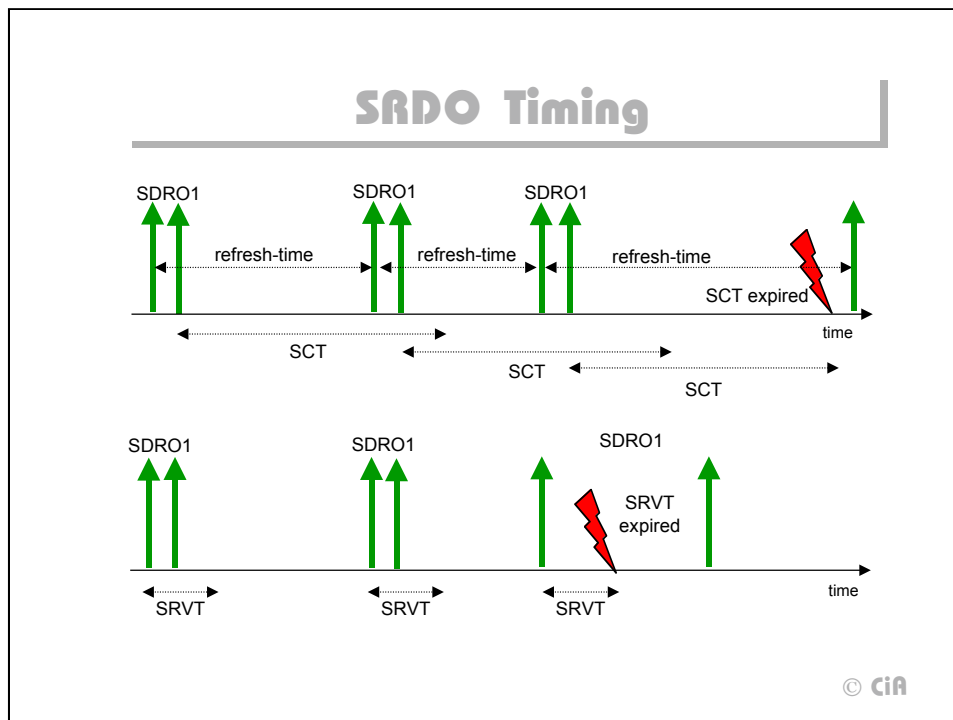 SRDO Timing
SDRO1 SDRO1 SDRO1
refresh-time refresh-time refresh-time
SCT expired
time
SCT
SCT
SCT
SDRO1 SDRO1 SDRO1
SRVT
expired
time
SRVT SRVT SRVT
© CiA